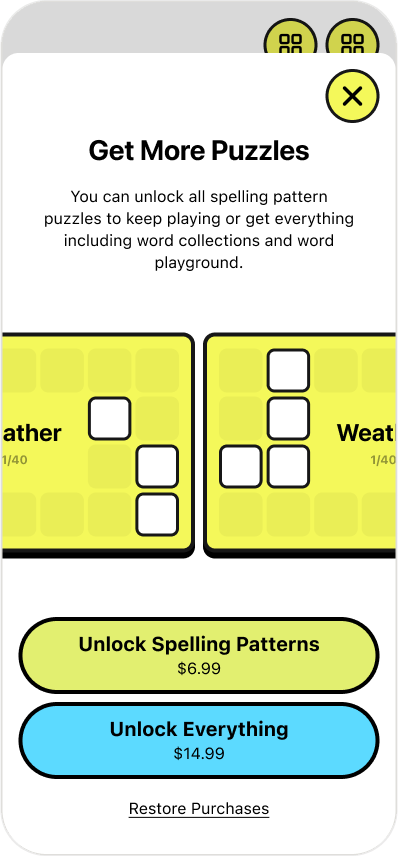 Get More Puzzles
You can unlock all spelling pattern
puzzles to keep playing or get everything
including word collections and word
playground.
ather
1/40
Weat
1/40
Unlock Spelling Patterns
$6.99
Unlock Everything
$14.99
Restore Purchases